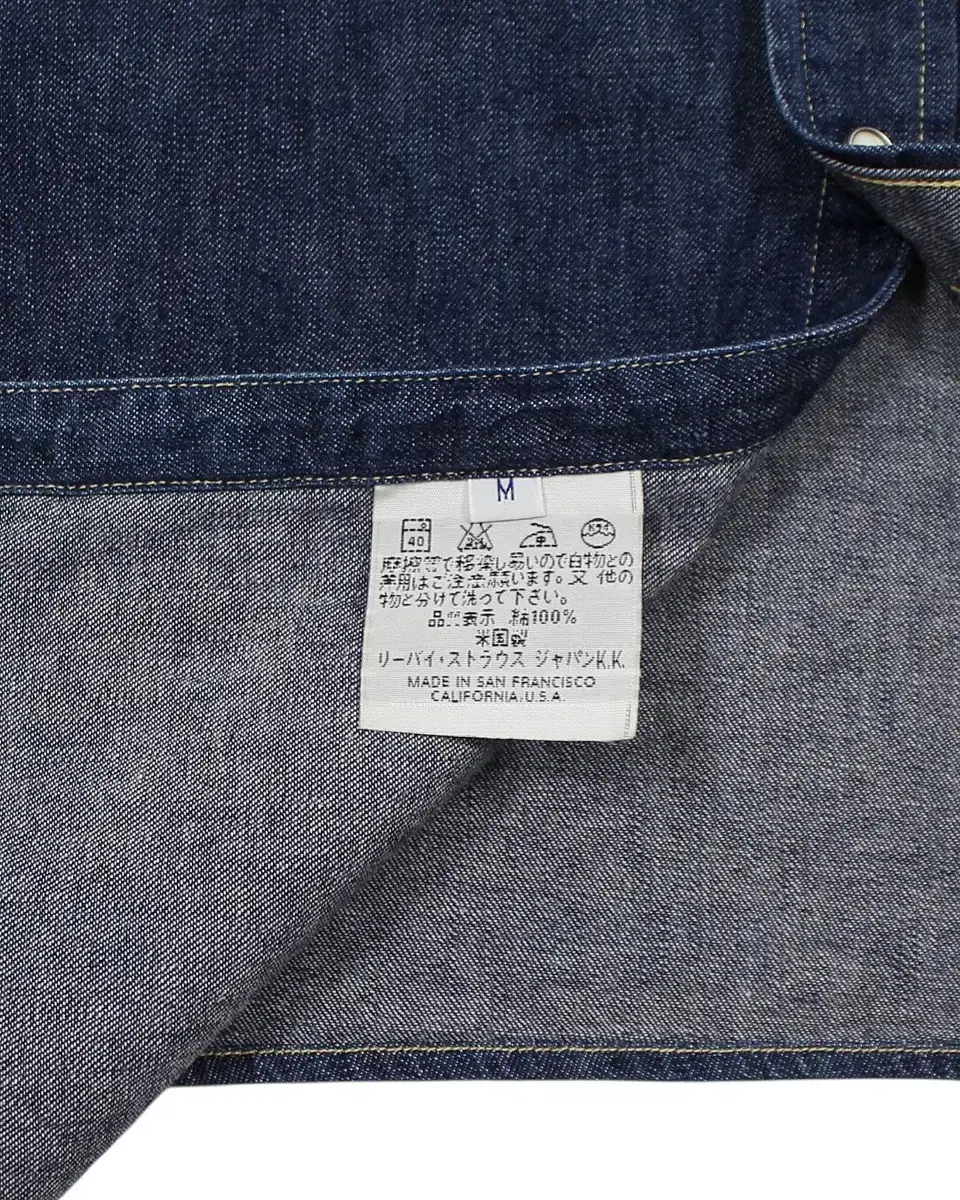 M
40
ドライ
摩擦等で移染し易いので白物との
着用はご注意願います。又 他の
物と分けて洗って下さい。
品質表示 綿100%
米国製
リーバイ・ストラウス ジャパンK.K.
MADE IN SAN FRANCISCO
CALIFORNIA.U.S.A.